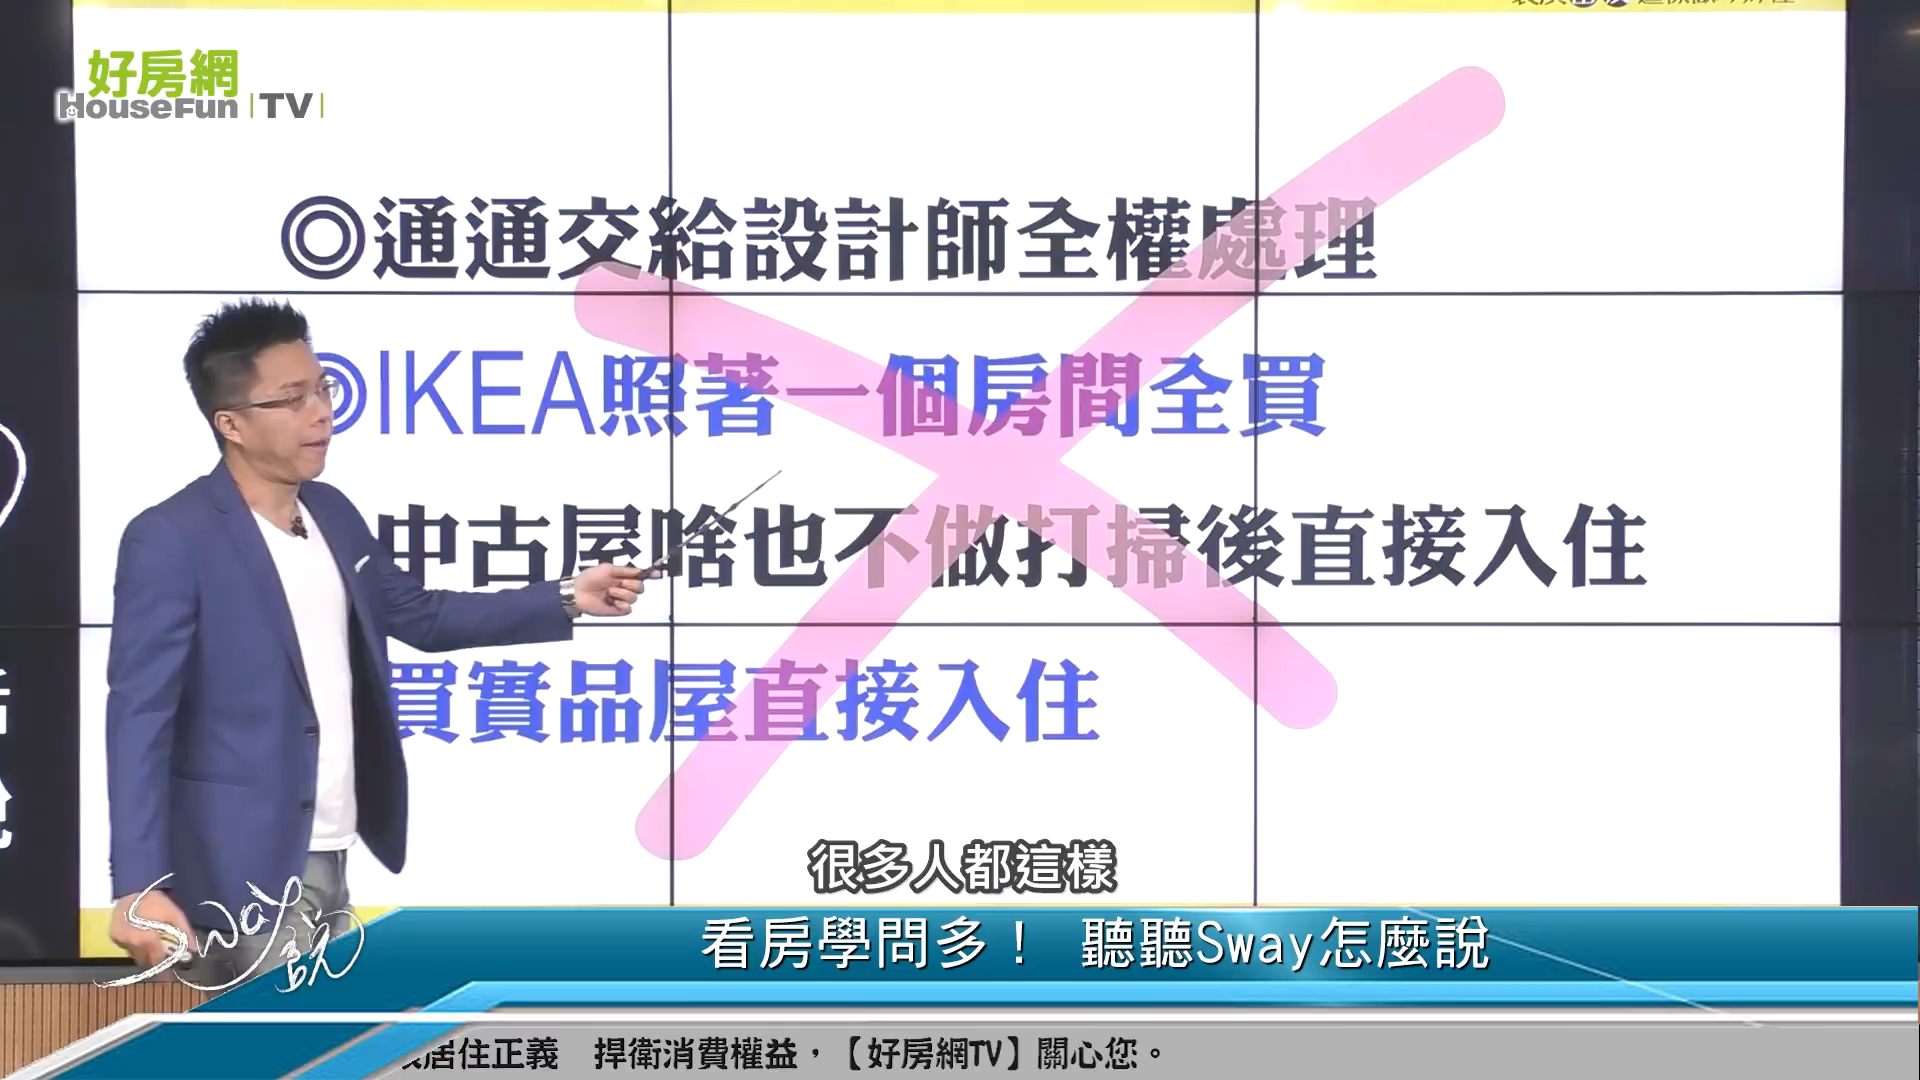 好房網
HouseFun|TV|
◎通通交給設計師全權處理
◎IKEA照著一個房間全買
中古屋啥也不做打掃後直接入住
買實品屋直接入住
很多人都這樣
Sway說
看房學問多！ 聽聽Sway怎麼說
居住正義 捍衛消費權益，【好房網TV】關心您。